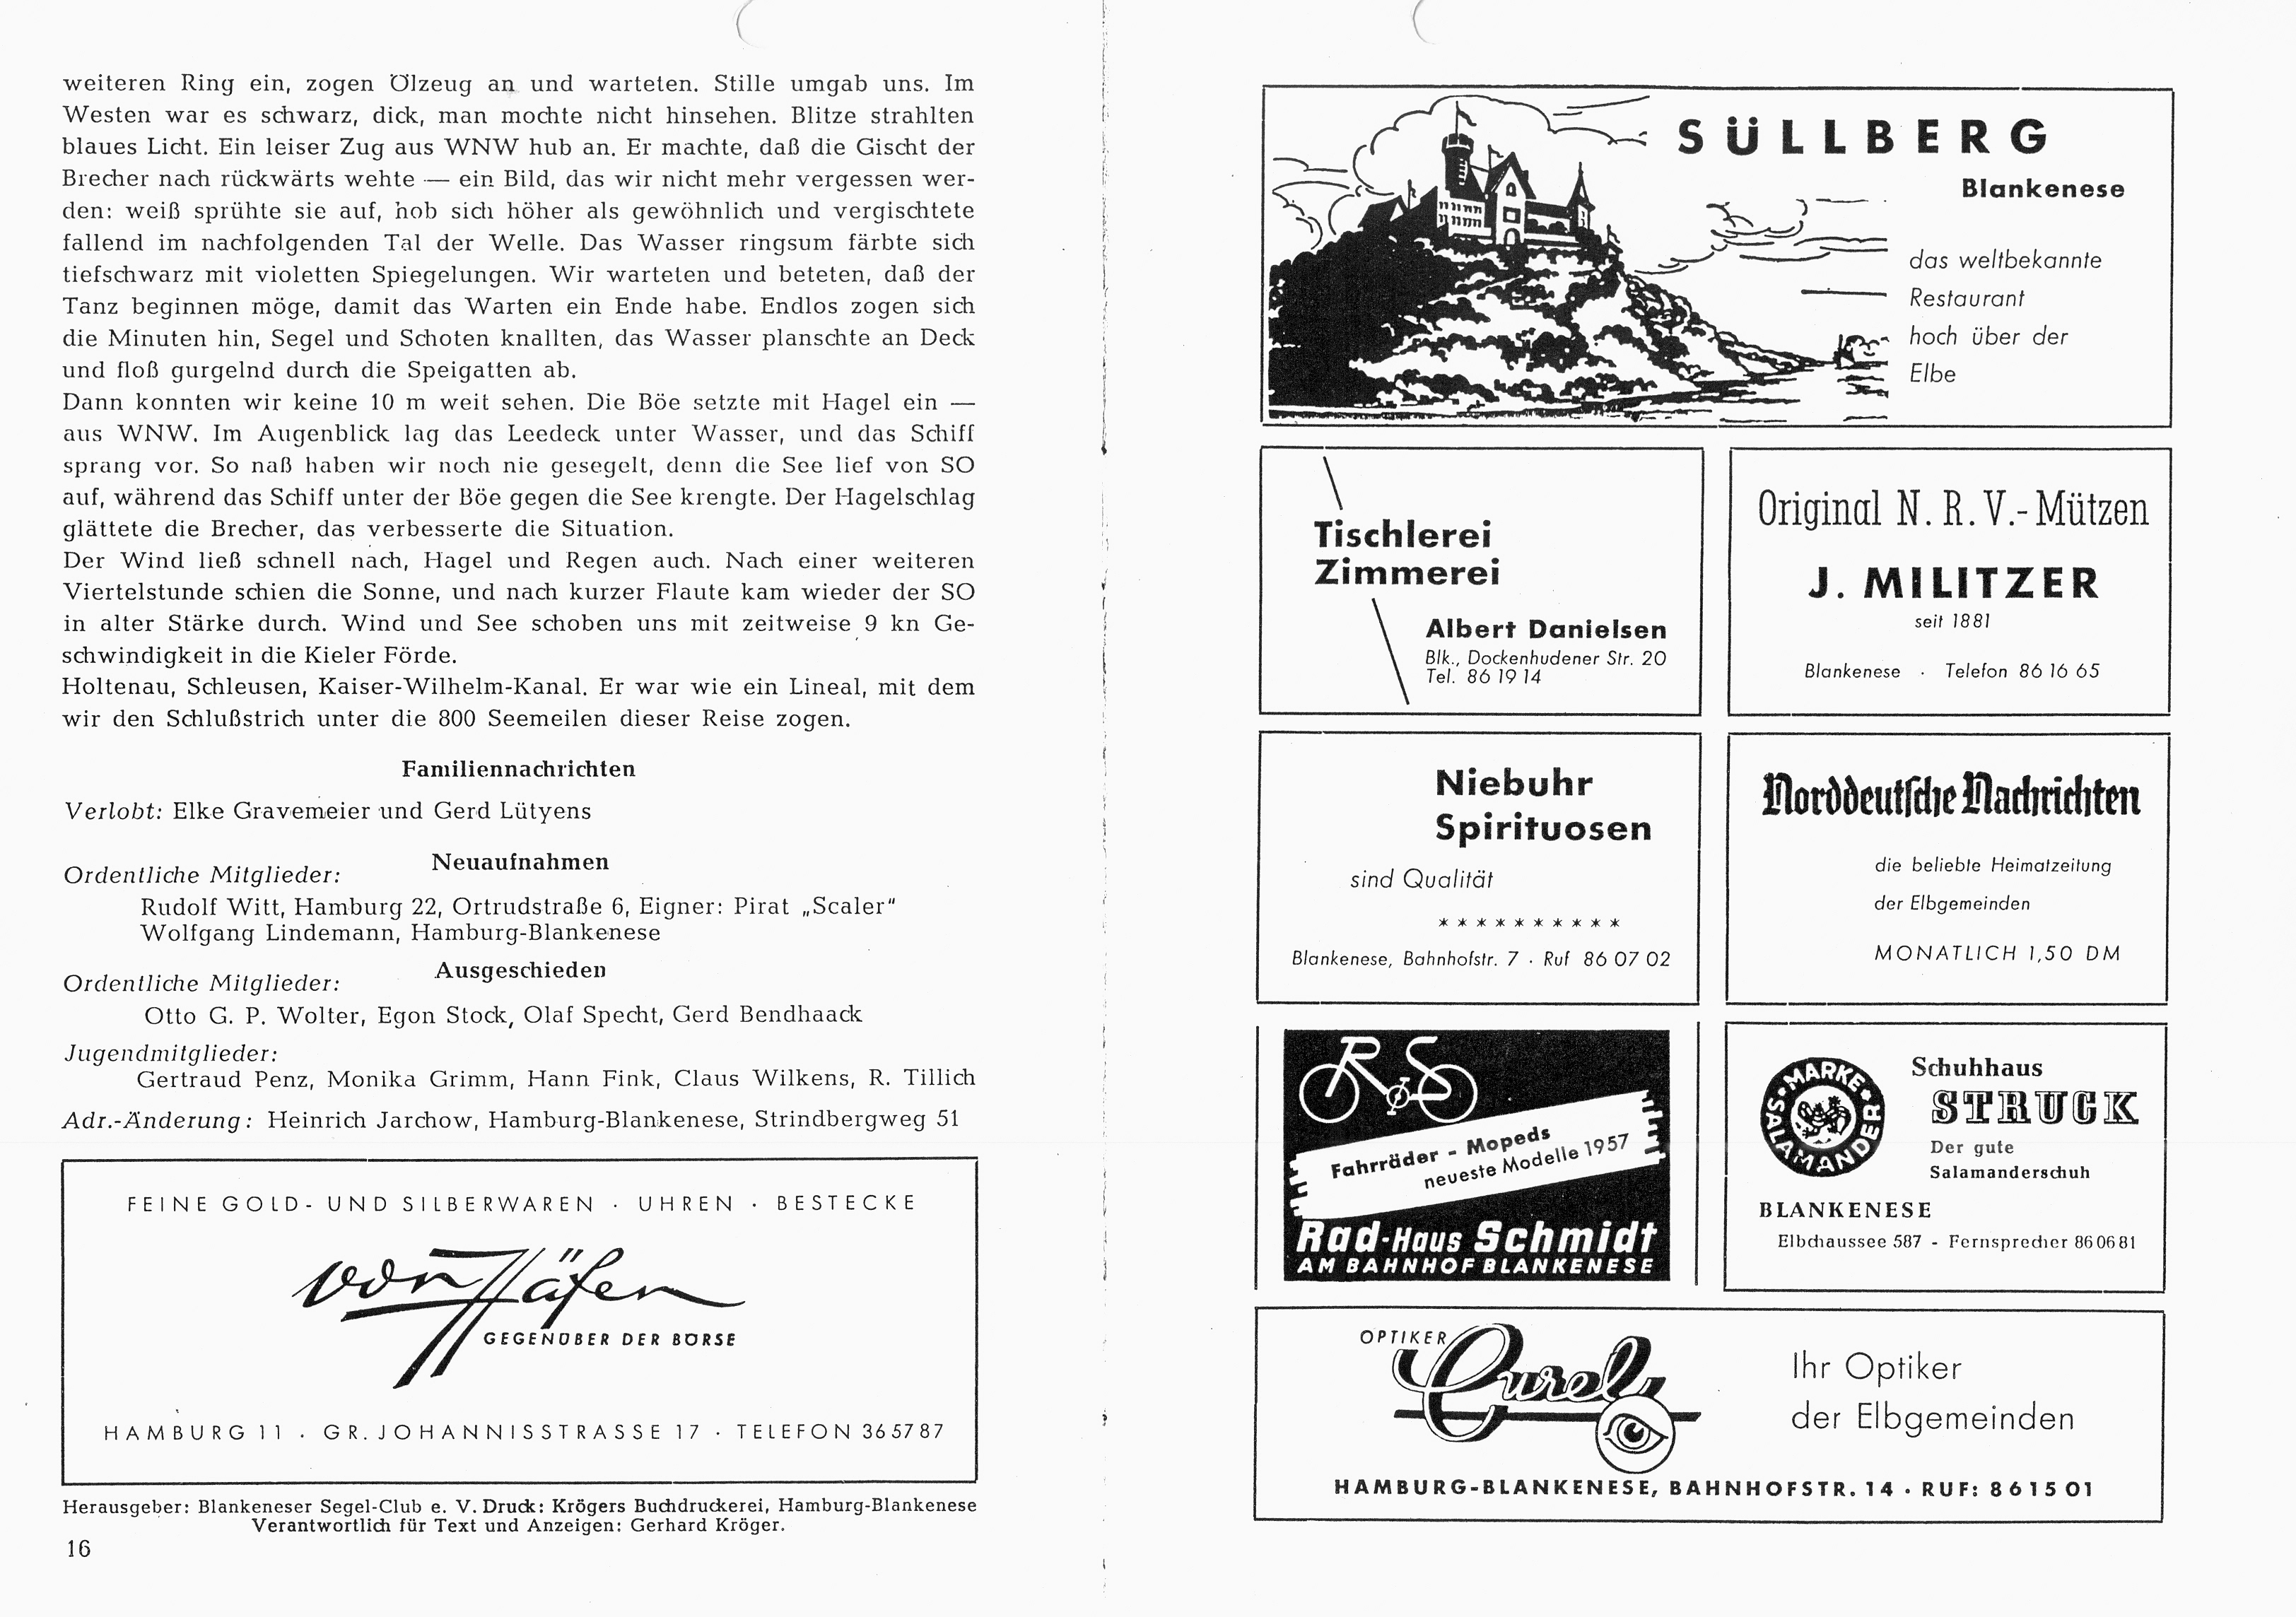 weiteren Ring ein, zogen Ölzeug an und warteten. Stille umgab uns. Im
Westen war es schwarz, dick, man mochte nicht hinsehen. Blitze strahlten
blaues Licht. Ein leiser Zug aus WNW hub an. Er machte, daß die Gischt der
Brecher nach rückwärts wehte — ein Bild, das wir nicht mehr vergessen wer-
den: weiß sprühte sie auf, hob sich höher als gewöhnlich und vergischtete
fallend im nachfolgenden Tal der Welle. Das Wasser ringsum färbte sich
tiefschwarz mit violetten Spiegelungen. Wir warteten und beteten, daß der
Tanz beginnen möge, damit das Warten ein Ende habe. Endlos zogen sich
die Minuten hin, Segel und Schoten knallten, das Wasser planschte an Deck
und floß gurgelnd durch die Speigatten ab.
Dann konnten wir keine 10 m weit sehen. Die Böe setzte mit Hagel ein —
aus WNW. Im Augenblick lag das Leedeck unter Wasser, und das Schiff
sprang vor. So naß haben wir noch nie gesegelt, denn die See lief von SO
auf, während das Schiff unter der Böe gegen die See krengte. Der Hagelschlag
glättete die Brecher, das verbesserte die Situation.
Der Wind ließ schnell nach, Hagel und Regen auch. Nach einer weiteren
Viertelstunde schien die Sonne, und nach kurzer Flaute kam wieder der SO
in alter Stärke durch. Wind und See schoben uns mit zeitweise 9 kn Ge-
schwindigkeit in die Kieler Förde.
Holtenau, Schleusen, Kaiser-Wilhelm-Kanal. Er war wie ein Lineal, mit dem
wir den Schlußstrich unter die 800 Seemeilen dieser Reise zogen.
Familiennachrichten
Verlobt: Elke Gravemeier und Gerd Lütyens
Neuaufnahmen
Ordentliche Mitglieder:
Rudolf Witt, Hamburg 22, Ortrudstraße 6, Eigner: Pirat „Scaler"
Wolfgang Lindemann, Hamburg-Blankenese
Ausgeschieden
Ordentliche Mitglieder:
Otto G. P. Wolter, Egon Stock, Olaf Specht, Gerd Bendhaack
Jugendmitglieder:
Gertraud Penz, Monika Grimm, Hann Fink, Claus Wilkens, R. Tillich
Adr.-Änderung: Heinrich Jarchow, Hamburg-Blankenese, Strindbergweg 51
FEINE GOLD- UND SILBERWAREN · UHREN · BESTECKE
von Häfen
GEGENÜBER DER BÖRSE
HAMBURG 11 · GR. JOHANNISSTRASSE 17 · TELEFON 36 57 87
Herausgeber: Blankeneser Segel-Club e. V. Druck: Krögers Buchdruckerei, Hamburg-Blankenese
Verantwortlich für Text und Anzeigen: Gerhard Kröger.
16
SÜLLBERG
Blankenese
das weltbekannte
Restaurant
hoch über der
Elbe
Tischlerei
Zimmerei
Albert Danielsen
Blk., Dockenhudener Str. 20
Tel. 86 19 14
Original N. R. V.- Mützen
J. MILITZER
seit 1881
Blankenese · Telefon 86 16 65
Niebuhr
Spirituosen
sind Qualität
* * * * * * * * * *
Blankenese, Bahnhofstr. 7 · Ruf 86 07 02
Norddeutsche Nachrichten
die beliebte Heimatzeitung
der Elbgemeinden
MONATLICH 1,50 DM
RS
Fahrräder - Mopeds
neueste Modelle 1957
Rad-Haus Schmidt
AM BAHNHOF BLANKENESE
MARKE SALAMANDER
Schuhhaus
STRUCK
Der gute
Salamanderschuh
BLANKENESE
Elbchaussee 587 - Fernsprecher 86 06 81
OPTIKER
Curel
Ihr Optiker
der Elbgemeinden
HAMBURG-BLANKENESE, BAHNHOFSTR. 14 · RUF: 86 15 01